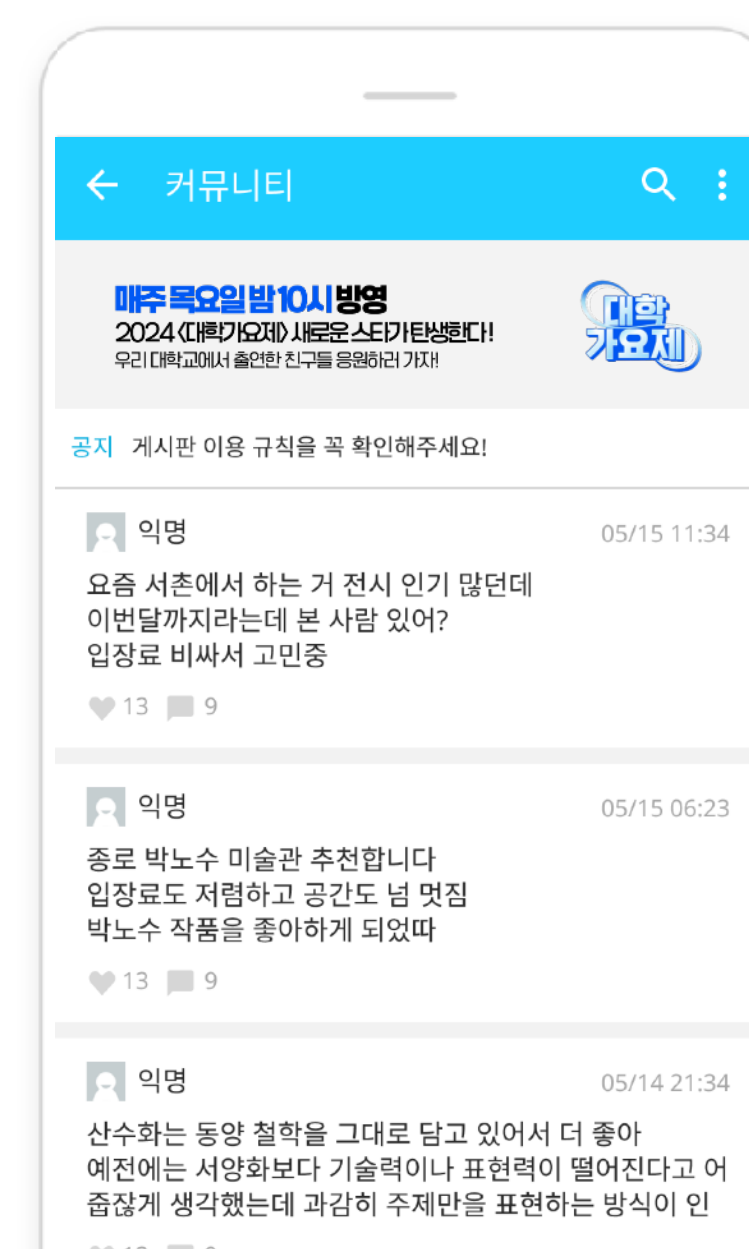 커뮤니티
매주 목요일 밤 10시 방영
2024 <대학가요제> 새로운 스타가 탄생한다!
우리 대학교에서 출연한 친구들 응원하러 가자!
대학
가요제
공지 게시판 이용 규칙을 꼭 확인해주세요!
익명 05/15 11:34
요즘 서촌에서 하는 거 전시 인기 많던데
이번달까지라는데 본 사람 있어?
입장료 비싸서 고민중
13 9
익명 05/15 06:23
종로 박노수 미술관 추천합니다
입장료도 저렴하고 공간도 넘 멋짐
박노수 작품을 좋아하게 되었따
13 9
익명 05/14 21:34
산수화는 동양 철학을 그대로 담고 있어서 더 좋아
예전에는 서양화보다 기술력이나 표현력이 떨어진다고 어
줍잖게 생각했는데 과감히 주제만을 표현하는 방식이 인